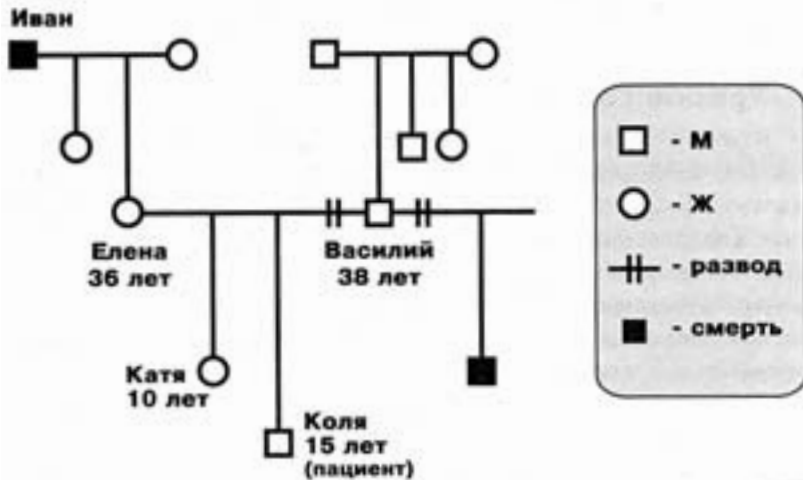 Иван
Елена
36 лет
Василий
38 лет
Катя
10 лет
Коля
15 лет
(пациент)
- М
- Ж
- развод
- смерть